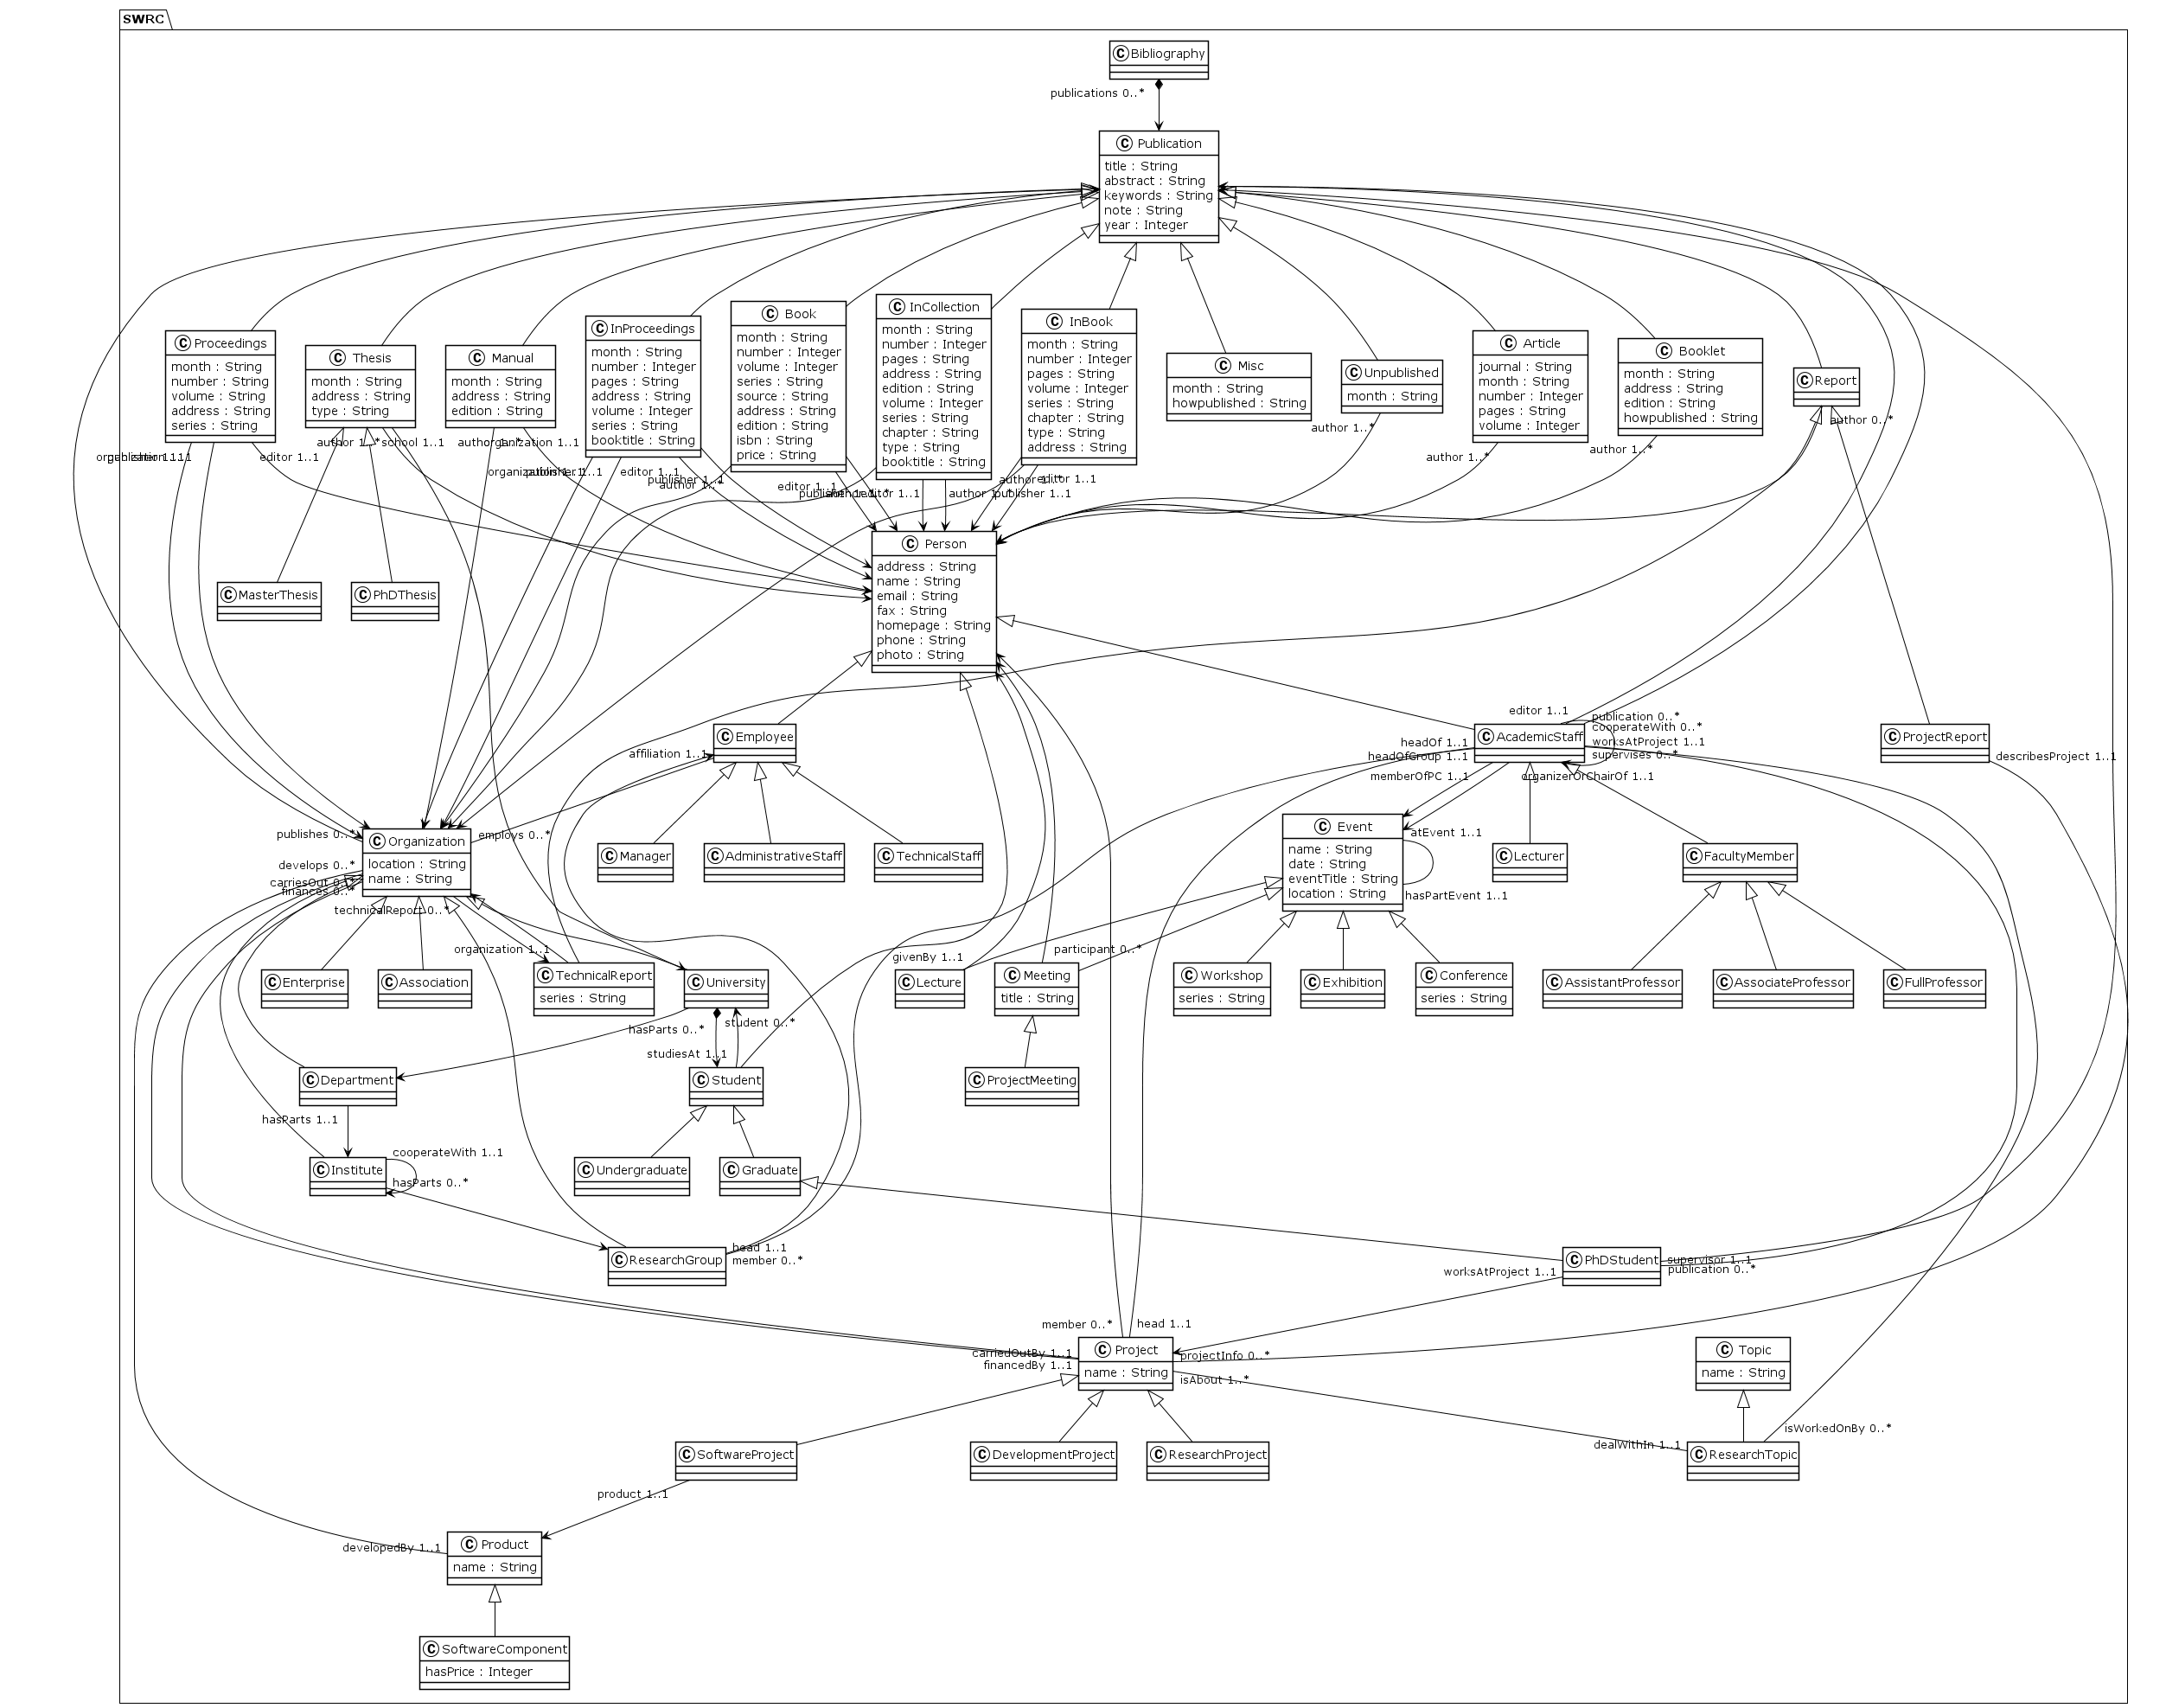 SWRC
Bibliography
publications 0..*
Publication
title : String
abstract : String
keywords : String
note : String
year : Integer
Proceedings
month : String
number : String
volume : String
address : String
series : String
Thesis
month : String
address : String
type : String
Manual
month : String
address : String
edition : String
InProceedings
month : String
number : Integer
pages : String
address : String
volume : Integer
series : String
booktitle : String
Book
month : String
number : Integer
volume : Integer
series : String
source : String
address : String
edition : String
isbn : String
price : String
InCollection
month : String
number : Integer
pages : String
address : String
edition : String
volume : Integer
series : String
chapter : String
type : String
booktitle : String
InBook
month : String
number : Integer
pages : String
volume : Integer
series : String
chapter : String
type : String
address : String
Misc
month : String
howpublished : String
Unpublished
month : String
Article
journal : String
month : String
number : Integer
pages : String
volume : Integer
Booklet
month : String
address : String
edition : String
howpublished : String
Report
editor 1..1
author 1..*
school 1..1
organization 1..1
publisher 1..1
editor 1..1
author 1..*
publisher 1..1
editor 1..1
editor 1..1
author 1..*
editor 1..1
publisher 1..1
author 1..*
author 1..*
author 1..*
author 0..*
Person
address : String
name : String
email : String
fax : String
homepage : String
phone : String
photo : String
MasterThesis
PhDThesis
Employee
affiliation 1..1
AcademicStaff
editor 1..1
publication 0..*
cooperateWith 0..*
worksAtProject 1..1
supervises 0..*
headOf 1..1
headOfGroup 1..1
memberOfPC 1..1
organizerOrChairOf 1..1
ProjectReport
describesProject 1..1
Organization
location : String
name : String
publishes 0..*
employs 0..*
develops 0..*
carriesOut 0..*
finances 0..*
technicalReport 0..*
Manager
AdministrativeStaff
TechnicalStaff
Event
name : String
date : String
eventTitle : String
location : String
atEvent 1..1
hasPartEvent 1..1
Lecturer
FacultyMember
Enterprise
Association
organization 1..1
TechnicalReport
series : String
University
hasParts 0..*
student 0..*
studiesAt 1..1
givenBy 1..1
Lecture
participant 0..*
Meeting
title : String
Workshop
series : String
Exhibition
Conference
series : String
AssistantProfessor
AssociateProfessor
FullProfessor
Department
hasParts 1..1
Student
ProjectMeeting
Institute
cooperateWith 1..1
hasParts 0..*
Undergraduate
Graduate
ResearchGroup
head 1..1
member 0..*
PhDStudent
supervisor 1..1
publication 0..*
worksAtProject 1..1
member 0..*
head 1..1
Project
name : String
carriedOutBy 1..1
financedBy 1..1
projectInfo 0..*
isAbout 1..*
Topic
name : String
isWorkedOnBy 0..*
dealWithIn 1..1
SoftwareProject
DevelopmentProject
ResearchProject
ResearchTopic
product 1..1
Product
name : String
developedBy 1..1
SoftwareComponent
hasPrice : Integer